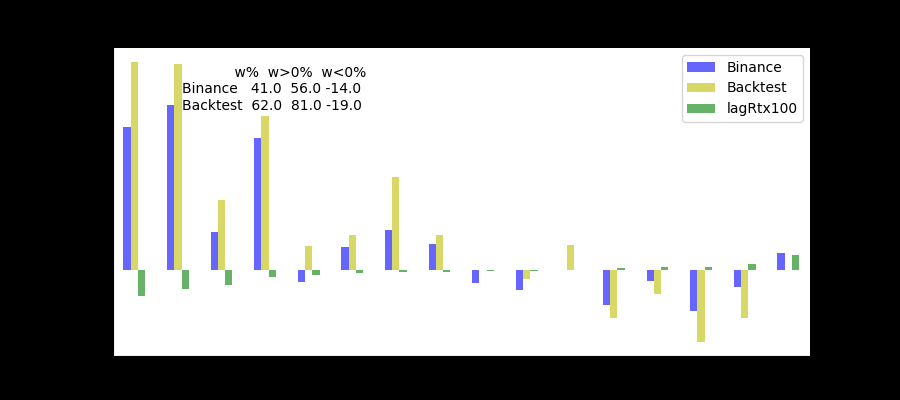 w%  w>0%  w<0%
Binance   41.0  56.0 -14.0
Backtest  62.0  81.0 -19.0
Binance
Backtest
lagRtx100